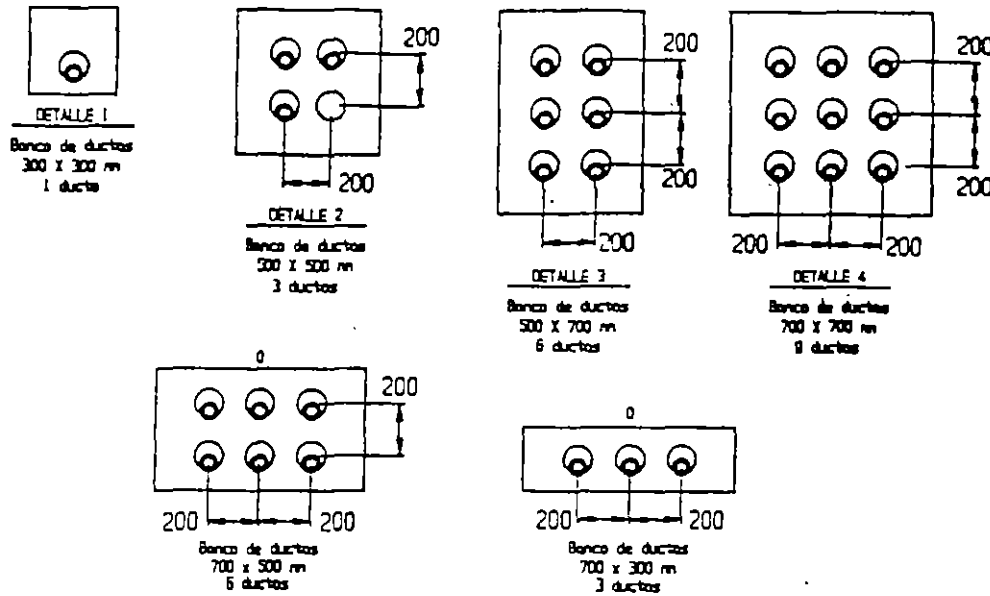 DETALLE 1
Banco de ductos
300 X 300 mm
1 ducto
200
200
DETALLE 2
Banco de ductos
500 X 500 mm
3 ductos
200
200
200
DETALLE 3
Banco de ductos
500 X 700 mm
6 ductos
200
200
200
200
DETALLE 4
Banco de ductos
700 X 700 mm
9 ductos
O
200
200
200
Banco de ductos
700 x 500 mm
6 ductos
O
200
200
Banco de ductos
700 x 300 mm
3 ductos